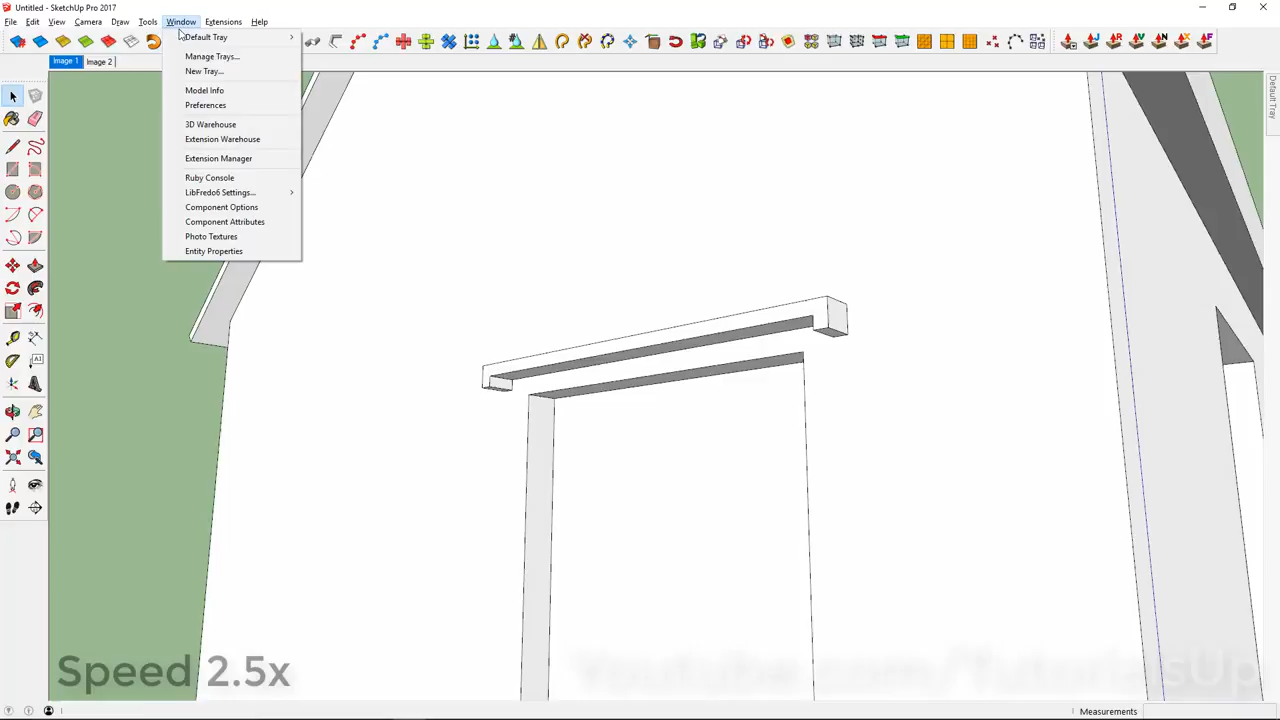 Untitled - SketchUp Pro 2017
File Edit View Camera Draw Tools Window Extensions Help
Image 1 Image 2
Default Tray
Manage Trays...
New Tray...
Model Info
Preferences
3D Warehouse
Extension Warehouse
Extension Manager
Ruby Console
LibFredo6 Settings...
Component Options
Component Attributes
Photo Textures
Entity Properties
Default Tray
Speed 2.5x
Measurements